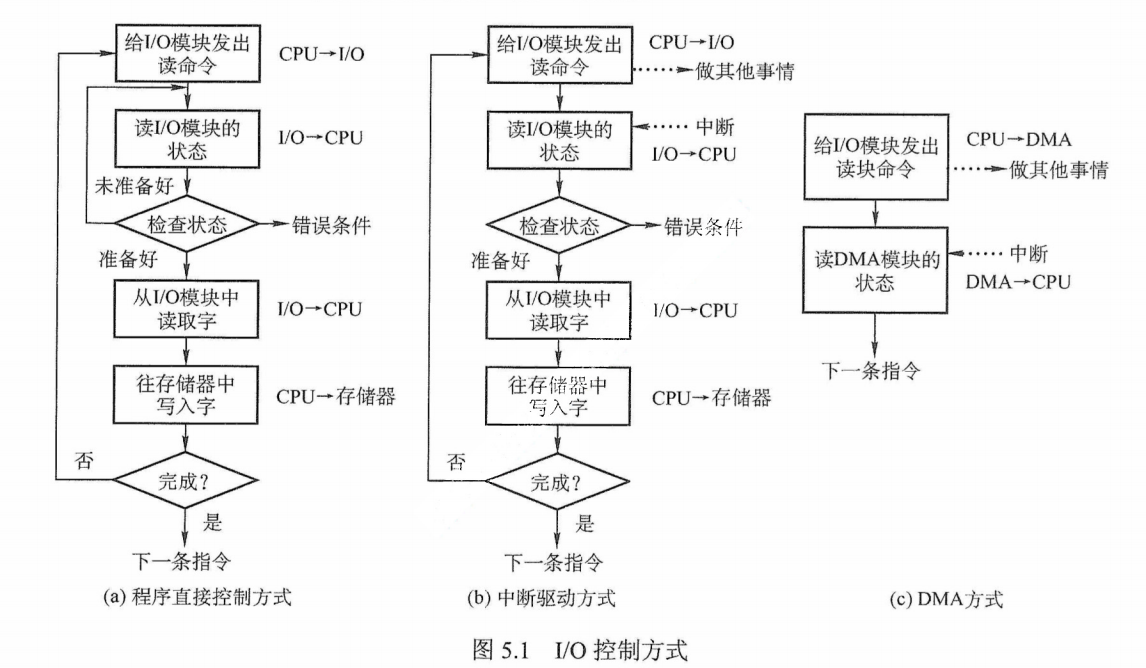 给I/O模块发出
读命令
CPU→I/O
读I/O模块的
状态
I/O→CPU
未准备好
检查状态
错误条件
准备好
从I/O模块中
读取字
I/O→CPU
往存储器中
写入字
CPU→存储器
否
完成？
是
下一条指令
(a) 程序直接控制方式
给I/O模块发出
读命令
CPU→I/O
做其他事情
读I/O模块的
状态
中断
I/O→CPU
检查状态
错误条件
准备好
从I/O模块中
读取字
I/O→CPU
往存储器中
写入字
CPU→存储器
否
完成？
是
下一条指令
(b) 中断驱动方式
给I/O模块发出
读块命令
CPU→DMA
做其他事情
读DMA模块的
状态
中断
DMA→CPU
下一条指令
(c) DMA方式
图 5.1 I/O 控制方式